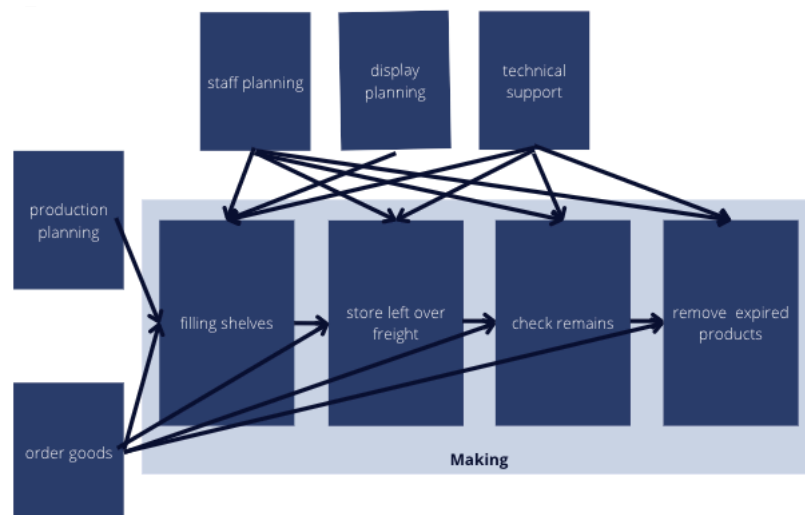 staff planning
display
planning
technical
support
production
planning
filling shelves
store left over
freight
check remains
remove  expired
products
order goods
Making